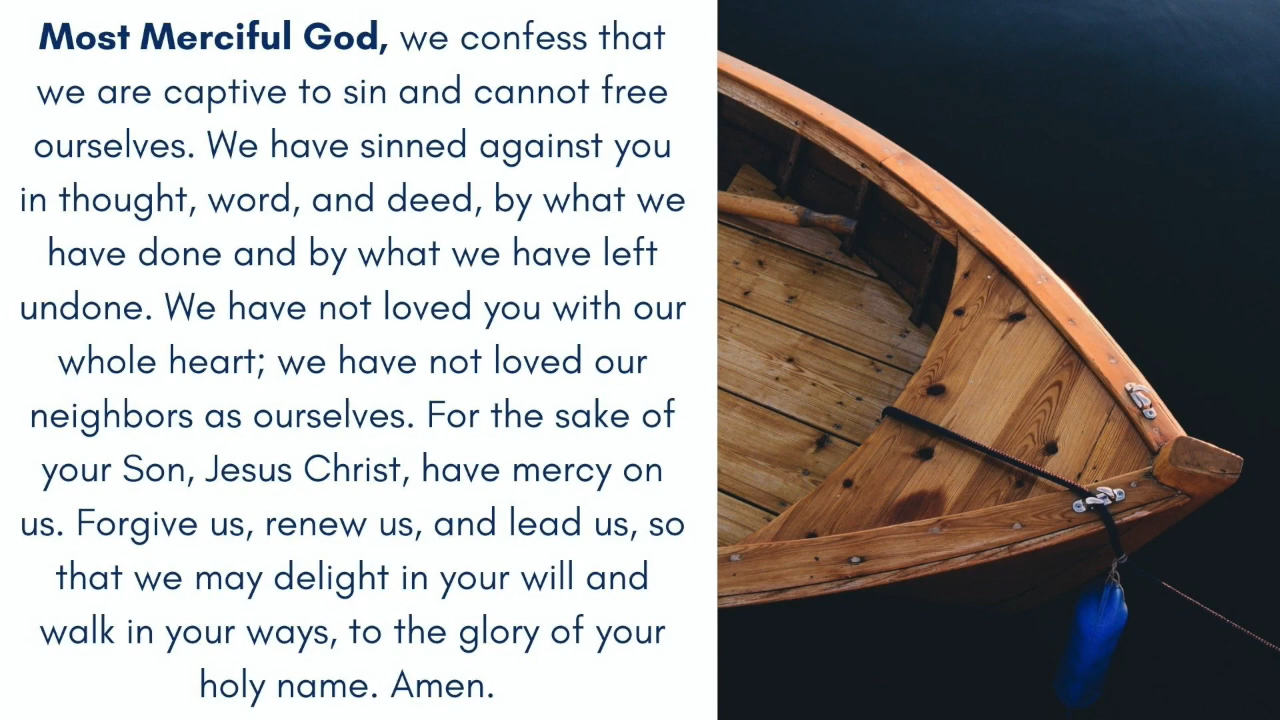 Most Merciful God, we confess that
we are captive to sin and cannot free
ourselves. We have sinned against you
in thought, word, and deed, by what we
have done and by what we have left
undone. We have not loved you with our
whole heart; we have not loved our
neighbors as ourselves. For the sake of
your Son, Jesus Christ, have mercy on
us. Forgive us, renew us, and lead us, so
that we may delight in your will and
walk in your ways, to the glory of your
holy name. Amen.